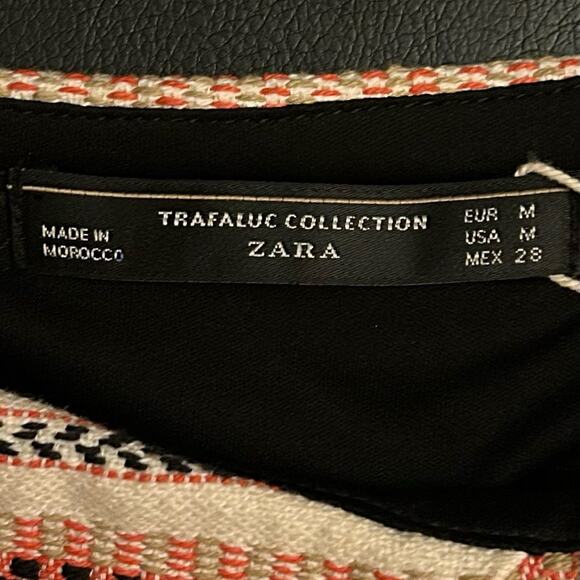 TRAFALUC COLLECTION
ZARA
MADE IN
MOROCCO
EUR M
USA M
MEX 28